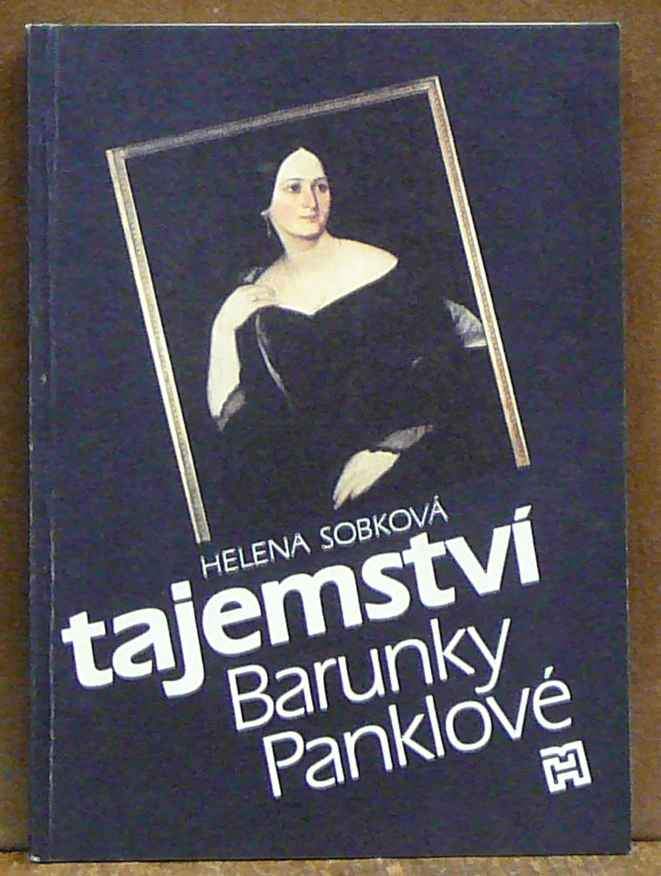 HELENA SOBKOVÁ
tajemství
Barunky
Panklové